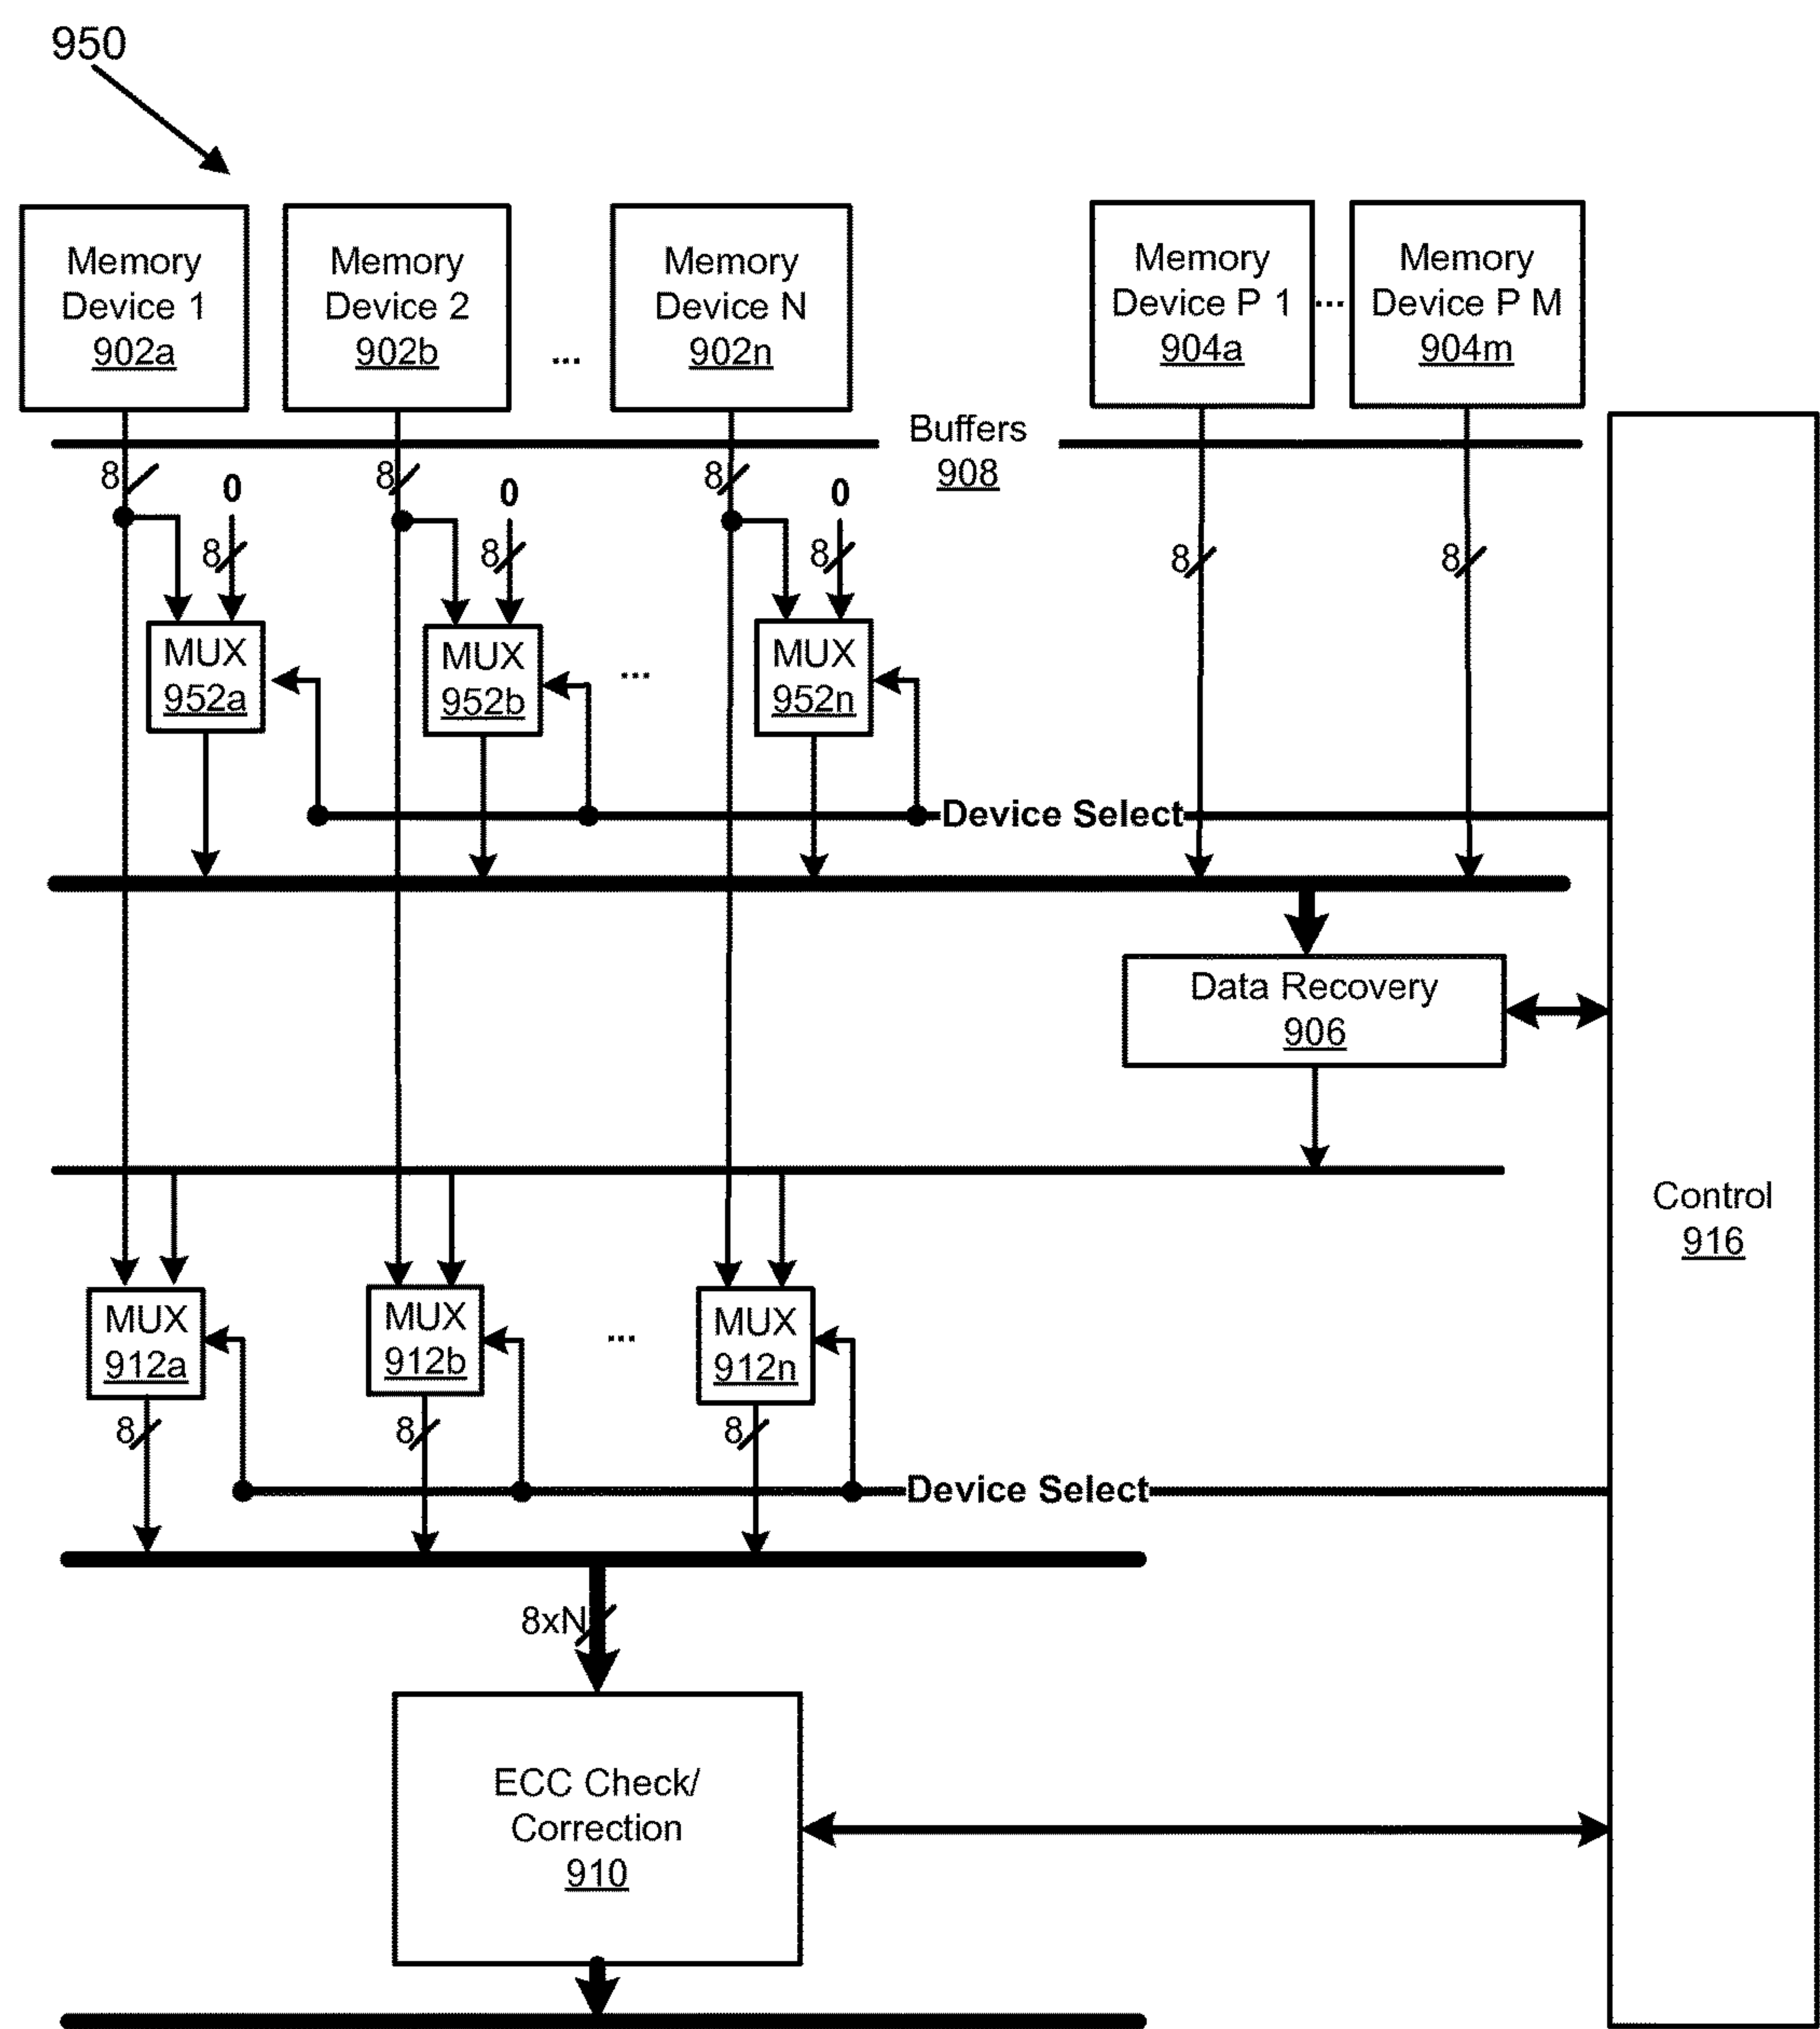 950
Memory
Device 1
902a
Memory
Device 2
902b
...
Memory
Device N
902n
Memory
Device P 1
904a
...
Memory
Device P M
904m
Buffers
908
8
0
8
8
0
8
8
0
8
8
8
MUX
952a
MUX
952b
...
MUX
952n
Device Select
Data Recovery
906
Control
916
MUX
912a
MUX
912b
...
MUX
912n
8
8
8
Device Select
8xN
ECC Check/
Correction
910